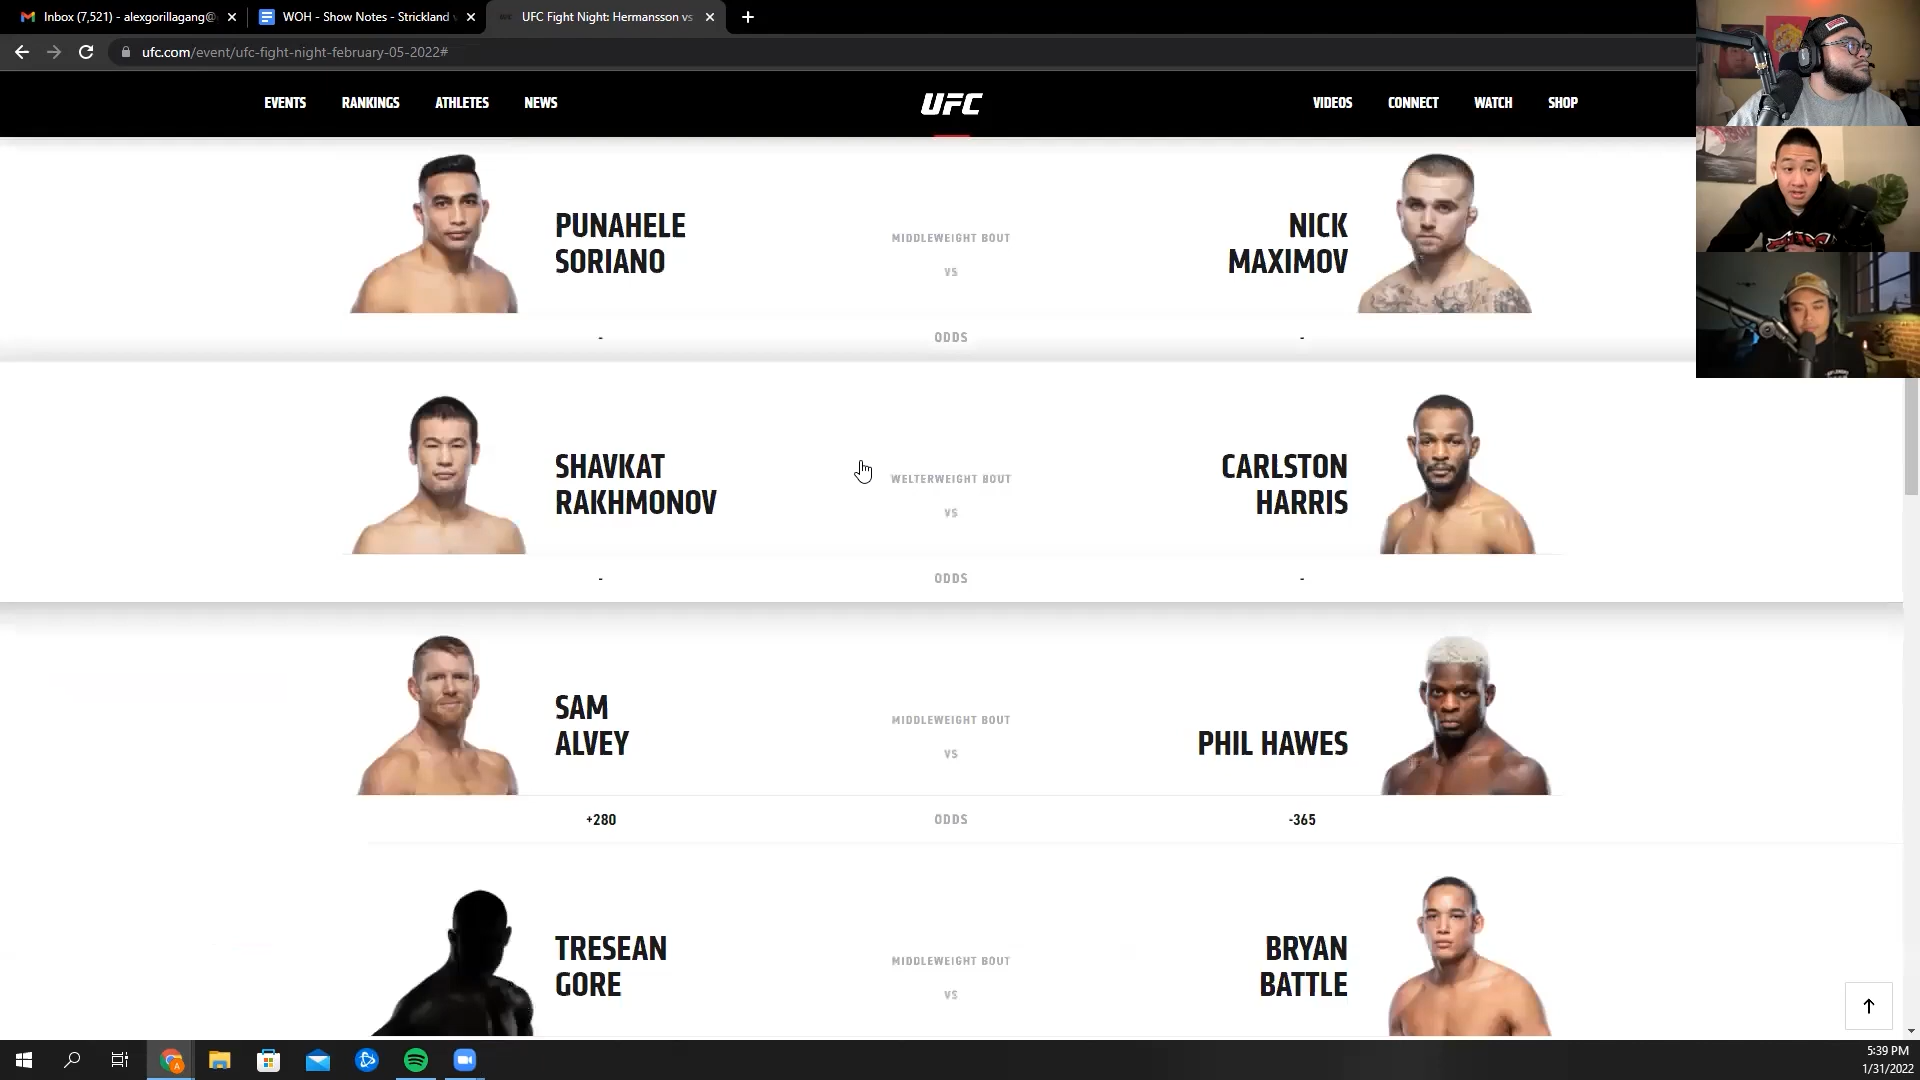 Inbox (7,521) - alexgorillagang@
WOH - Show Notes - Strickland
UFC Fight Night: Hermansson vs
ufc.com/event/ufc-fight-night-february-05-2022#
EVENTS RANKINGS ATHLETES NEWS
UFC
VIDEOS CONNECT WATCH SHOP
PUNAHELE
SORIANO
MIDDLEWEIGHT BOUT
VS
NICK
MAXIMOV
- ODDS -
SHAVKAT
RAKHMONOV
WELTERWEIGHT BOUT
VS
CARLSTON
HARRIS
- ODDS -
SAM
ALVEY
MIDDLEWEIGHT BOUT
VS
PHIL HAWES
+280 ODDS -365
TRESEAN
GORE
MIDDLEWEIGHT BOUT
VS
BRYAN
BATTLE
5:39 PM
1/31/2022